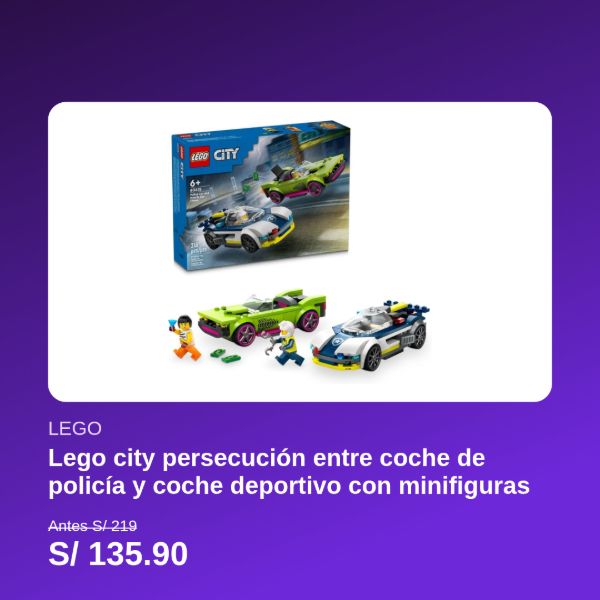 LEGO CITY
6+
LEGO
Lego city persecución entre coche de
policía y coche deportivo con minifiguras
Antes S/ 219
S/ 135.90